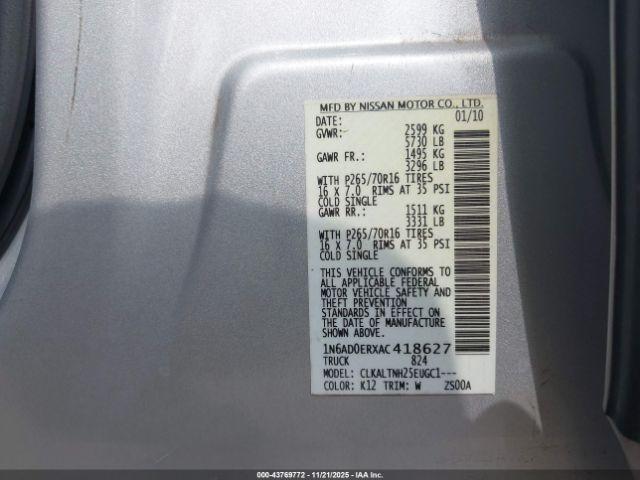 MFD BY NISSAN MOTOR CO., LTD.
DATE: 01/10
GVWR: 2599 KG
5730 LB
GAWR FR.: 1495 KG
3296 LB
WITH P265/70R16 TIRES
16 X 7.0 RIMS AT 35 PSI
COLD SINGLE
GAWR RR.: 1511 KG
3331 LB
WITH P265/70R16 TIRES
16 X 7.0 RIMS AT 35 PSI
COLD SINGLE
THIS VEHICLE CONFORMS TO
ALL APPLICABLE FEDERAL
MOTOR VEHICLE SAFETY AND
THEFT PREVENTION
STANDARDS IN EFFECT ON
THE DATE OF MANUFACTURE
SHOWN ABOVE.
1N6AD0ERXAC418627
TRUCK 824
MODEL: CLKALTNH25EUGC1---
COLOR: K12 TRIM: W ZS00A
000-43769772 - 11/21/2025 - IAAI.COM